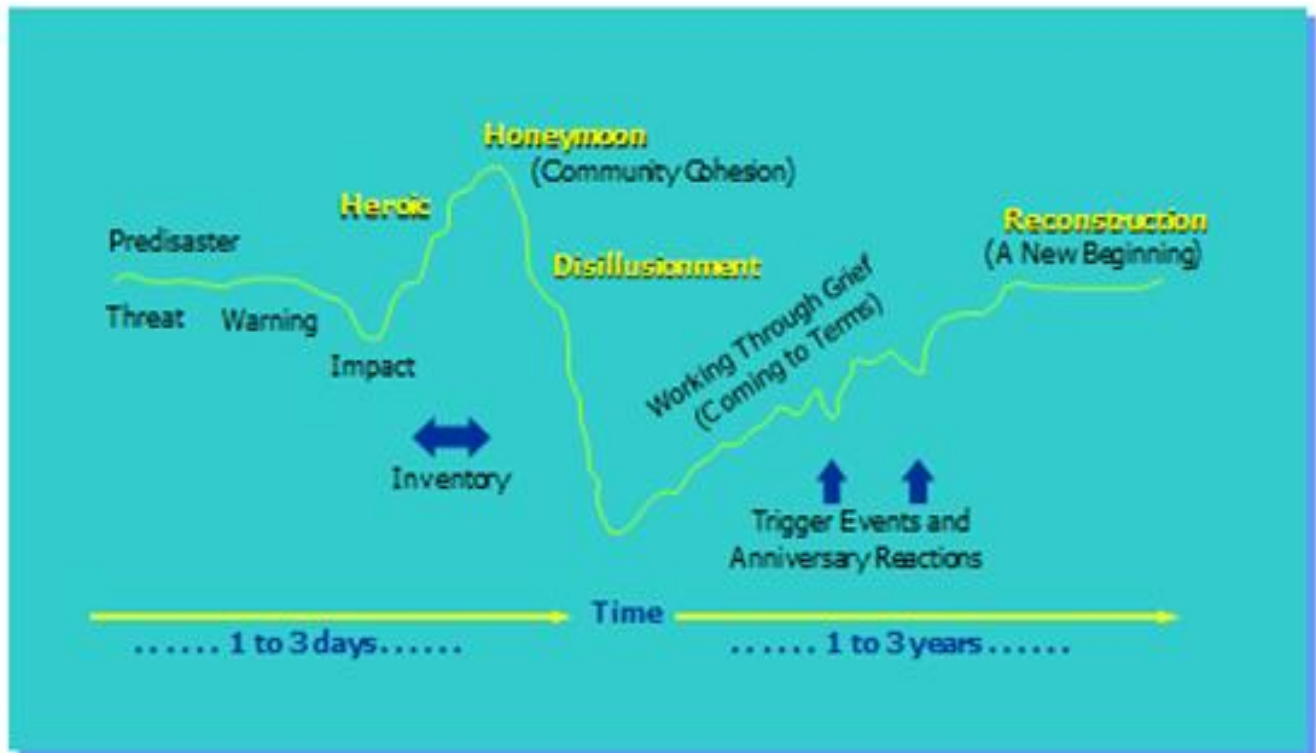 Honeymoon
(Community Cohesion)
Heroic
Predisaster
Disillusionment
Reconstruction
(A New Beginning)
Threat
Warning
Impact
Working Through Grief
(Coming to Terms)
Inventory
Trigger Events and
Anniversary Reactions
Time
...... 1 to 3 days......
...... 1 to 3 years ......